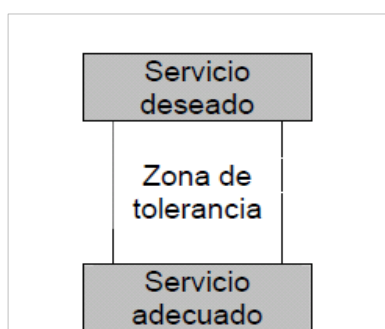 Servicio
deseado
Zona de
tolerancia
Servicio
adecuado